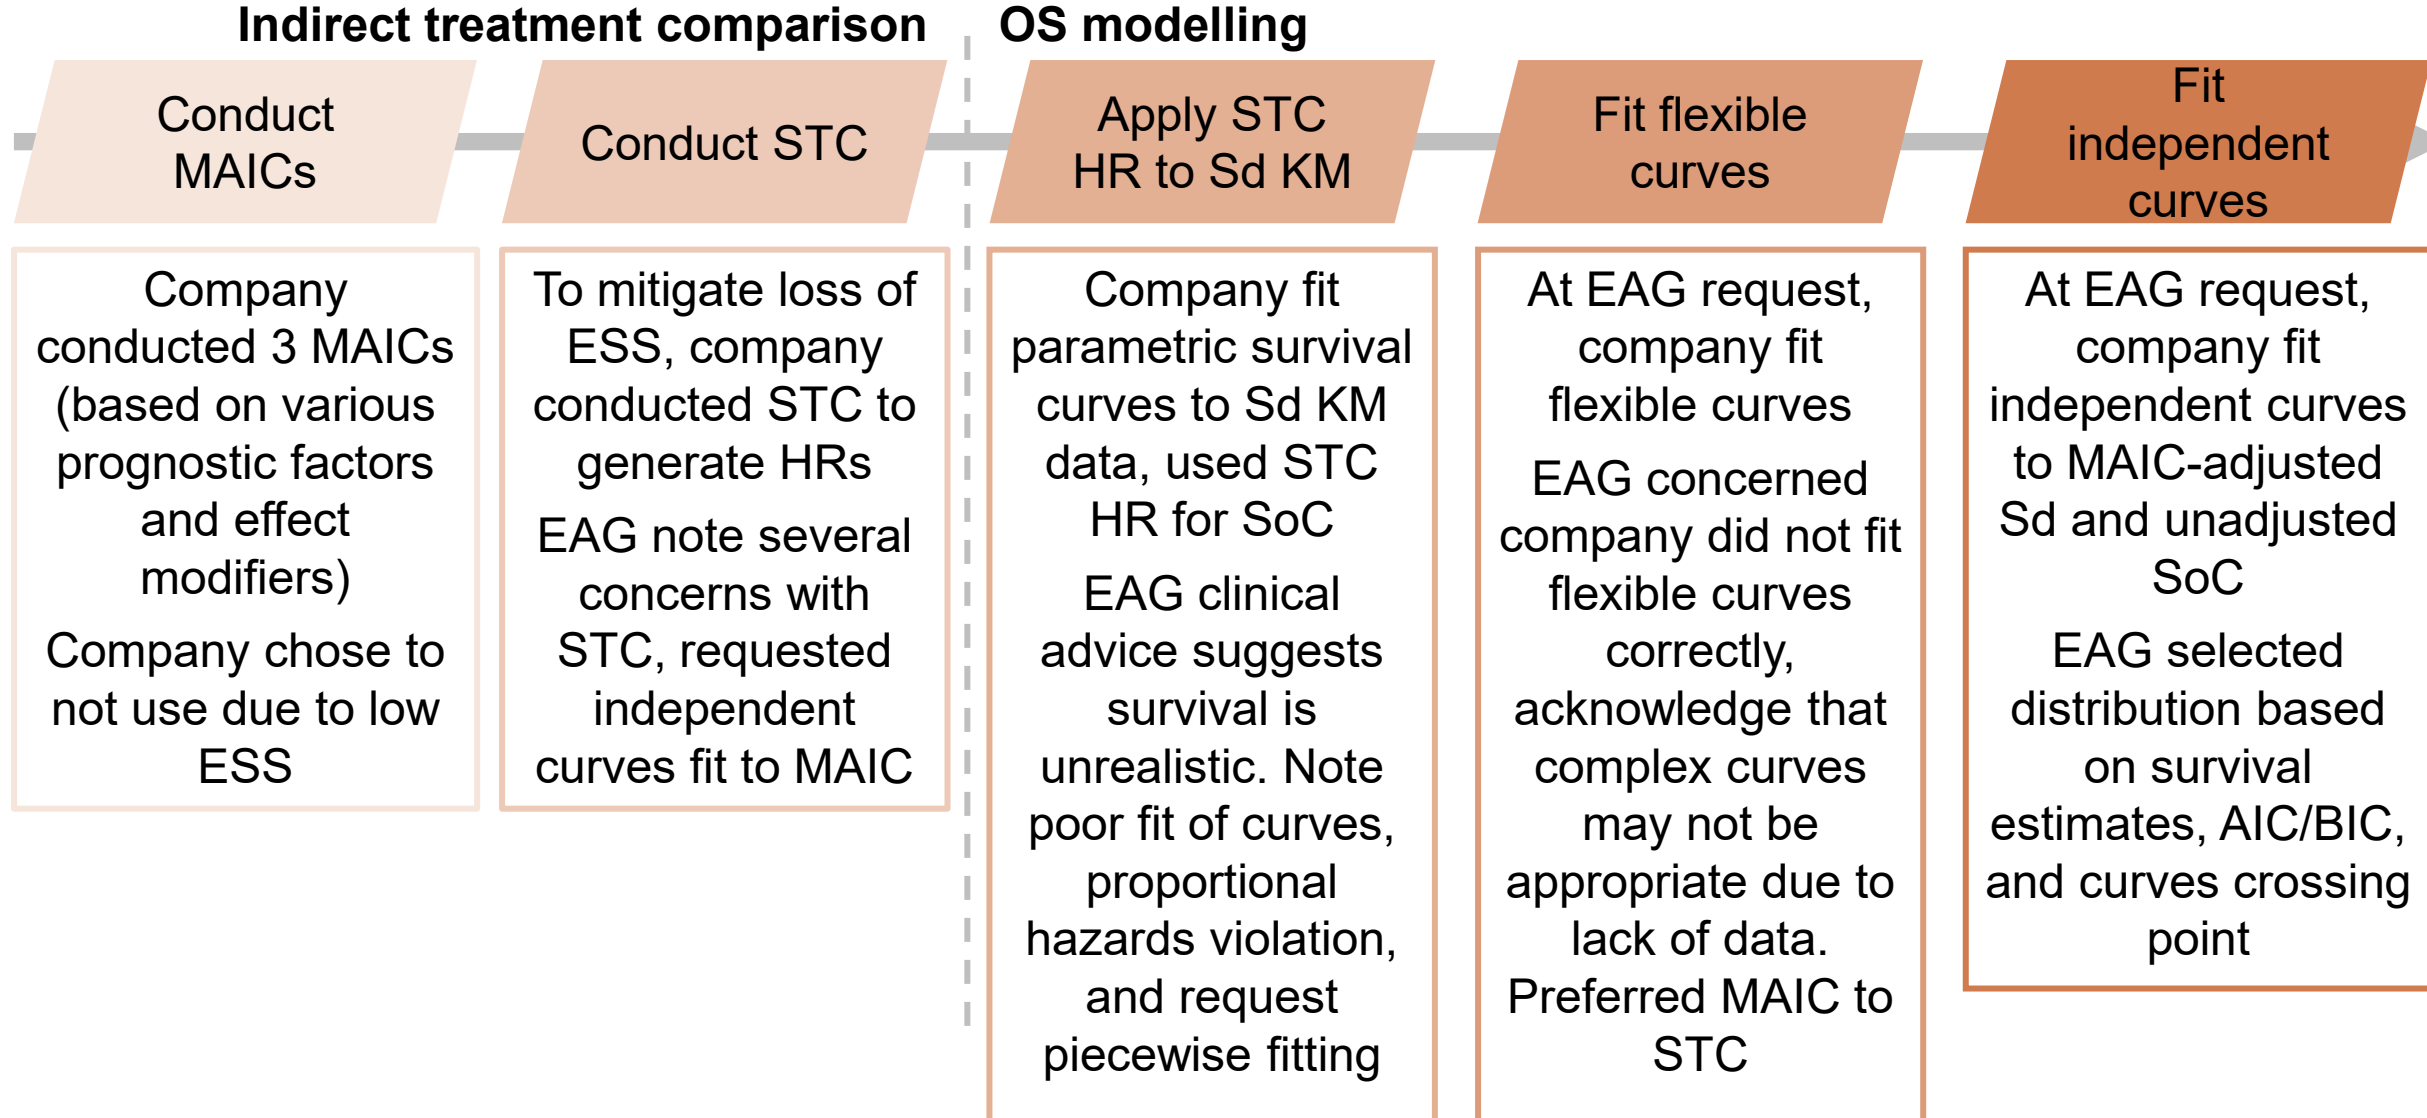 Indirect treatment comparison
OS modelling
Conduct
MAICs
Conduct STC
Apply STC
HR to Sd KM
Fit flexible
curves
Fit
independent
curves
Company
conducted 3 MAICs
(based on various
prognostic factors
and effect
modifiers)
Company chose to
not use due to low
ESS
To mitigate loss of
ESS, company
conducted STC to
generate HRs
EAG note several
concerns with
STC, requested
independent
curves fit to MAIC
Company fit
parametric survival
curves to Sd KM
data, used STC
HR for SoC
EAG clinical
advice suggests
survival is
unrealistic. Note
poor fit of curves,
proportional
hazards violation,
and request
piecewise fitting
At EAG request,
company fit
flexible curves
EAG concerned
company did not fit
flexible curves
correctly,
acknowledge that
complex curves
may not be
appropriate due to
lack of data.
Preferred MAIC to
STC
At EAG request,
company fit
independent curves
to MAIC-adjusted
Sd and unadjusted
SoC
EAG selected
distribution based
on survival
estimates, AIC/BIC,
and curves crossing
point